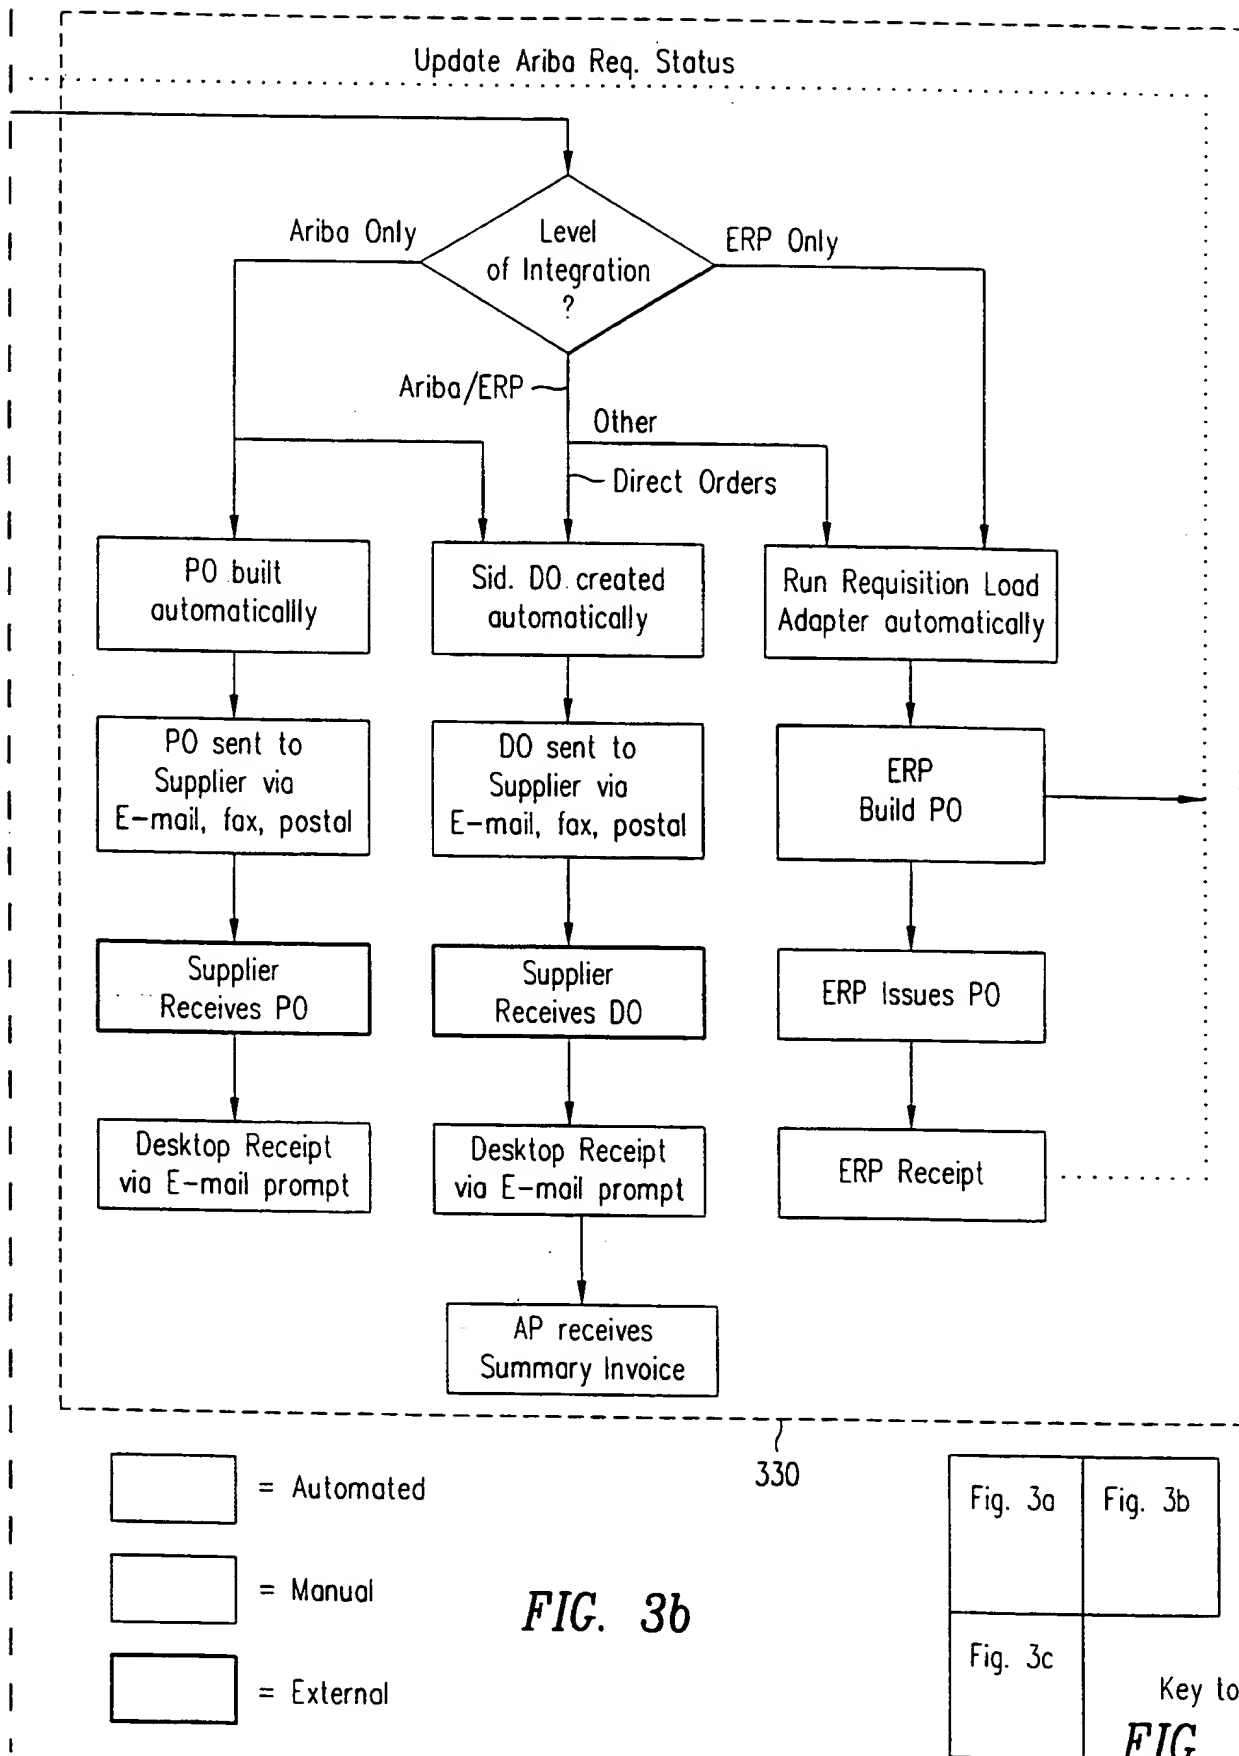 Update Ariba Req. Status
Ariba Only
Level
of Integration
?
ERP Only
Ariba/ERP
Other
Direct Orders
PO built
automaticallly
Sid. DO created
automatically
Run Requisition Load
Adapter automatically
PO sent to
Supplier via
E-mail, fax, postal
DO sent to
Supplier via
E-mail, fax, postal
ERP
Build PO
Supplier
Receives PO
Supplier
Receives DO
ERP Issues PO
Desktop Receipt
via E-mail prompt
Desktop Receipt
via E-mail prompt
ERP Receipt
AP receives
Summary Invoice
330
= Automated
= Manual
= External
FIG. 3b
Fig. 3a
Fig. 3b
Fig. 3c
Key to
FIG